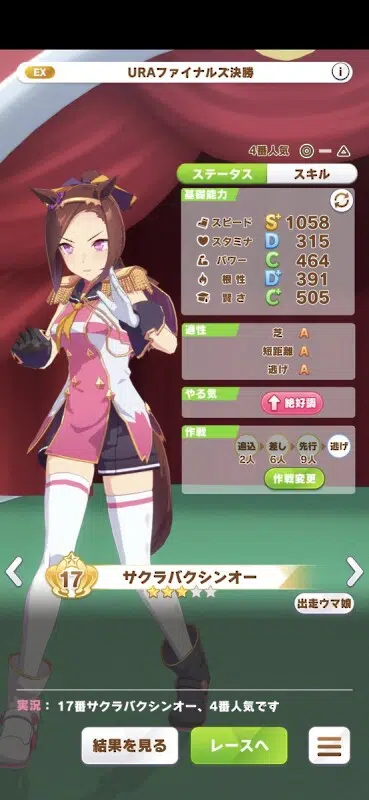 EX
URAファイナルズ決勝
4番人気 ◎ ー △
ステータス スキル
基礎能力
スピード S+ 1058
スタミナ D 315
パワー C 464
根性 D+ 391
賢さ C+ 505
適性
芝 A
短距離 A
逃げ A
やる気
絶好調
作戦
追込 差し 先行 逃げ
2人 6人 9人
作戦変更
17
サクラバクシンオー
出走ウマ娘
実況： 17番サクラバクシンオー、4番人気です
結果を見る レースへ